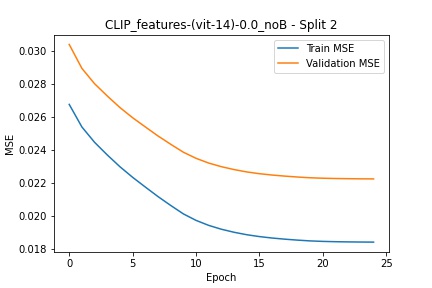 CLIP_features-(vit-14)-0.0_noB - Split 2
Train MSE
Validation MSE
MSE
0.030
0.028
0.026
0.024
0.022
0.020
0.018
0
5
10
15
20
25
Epoch